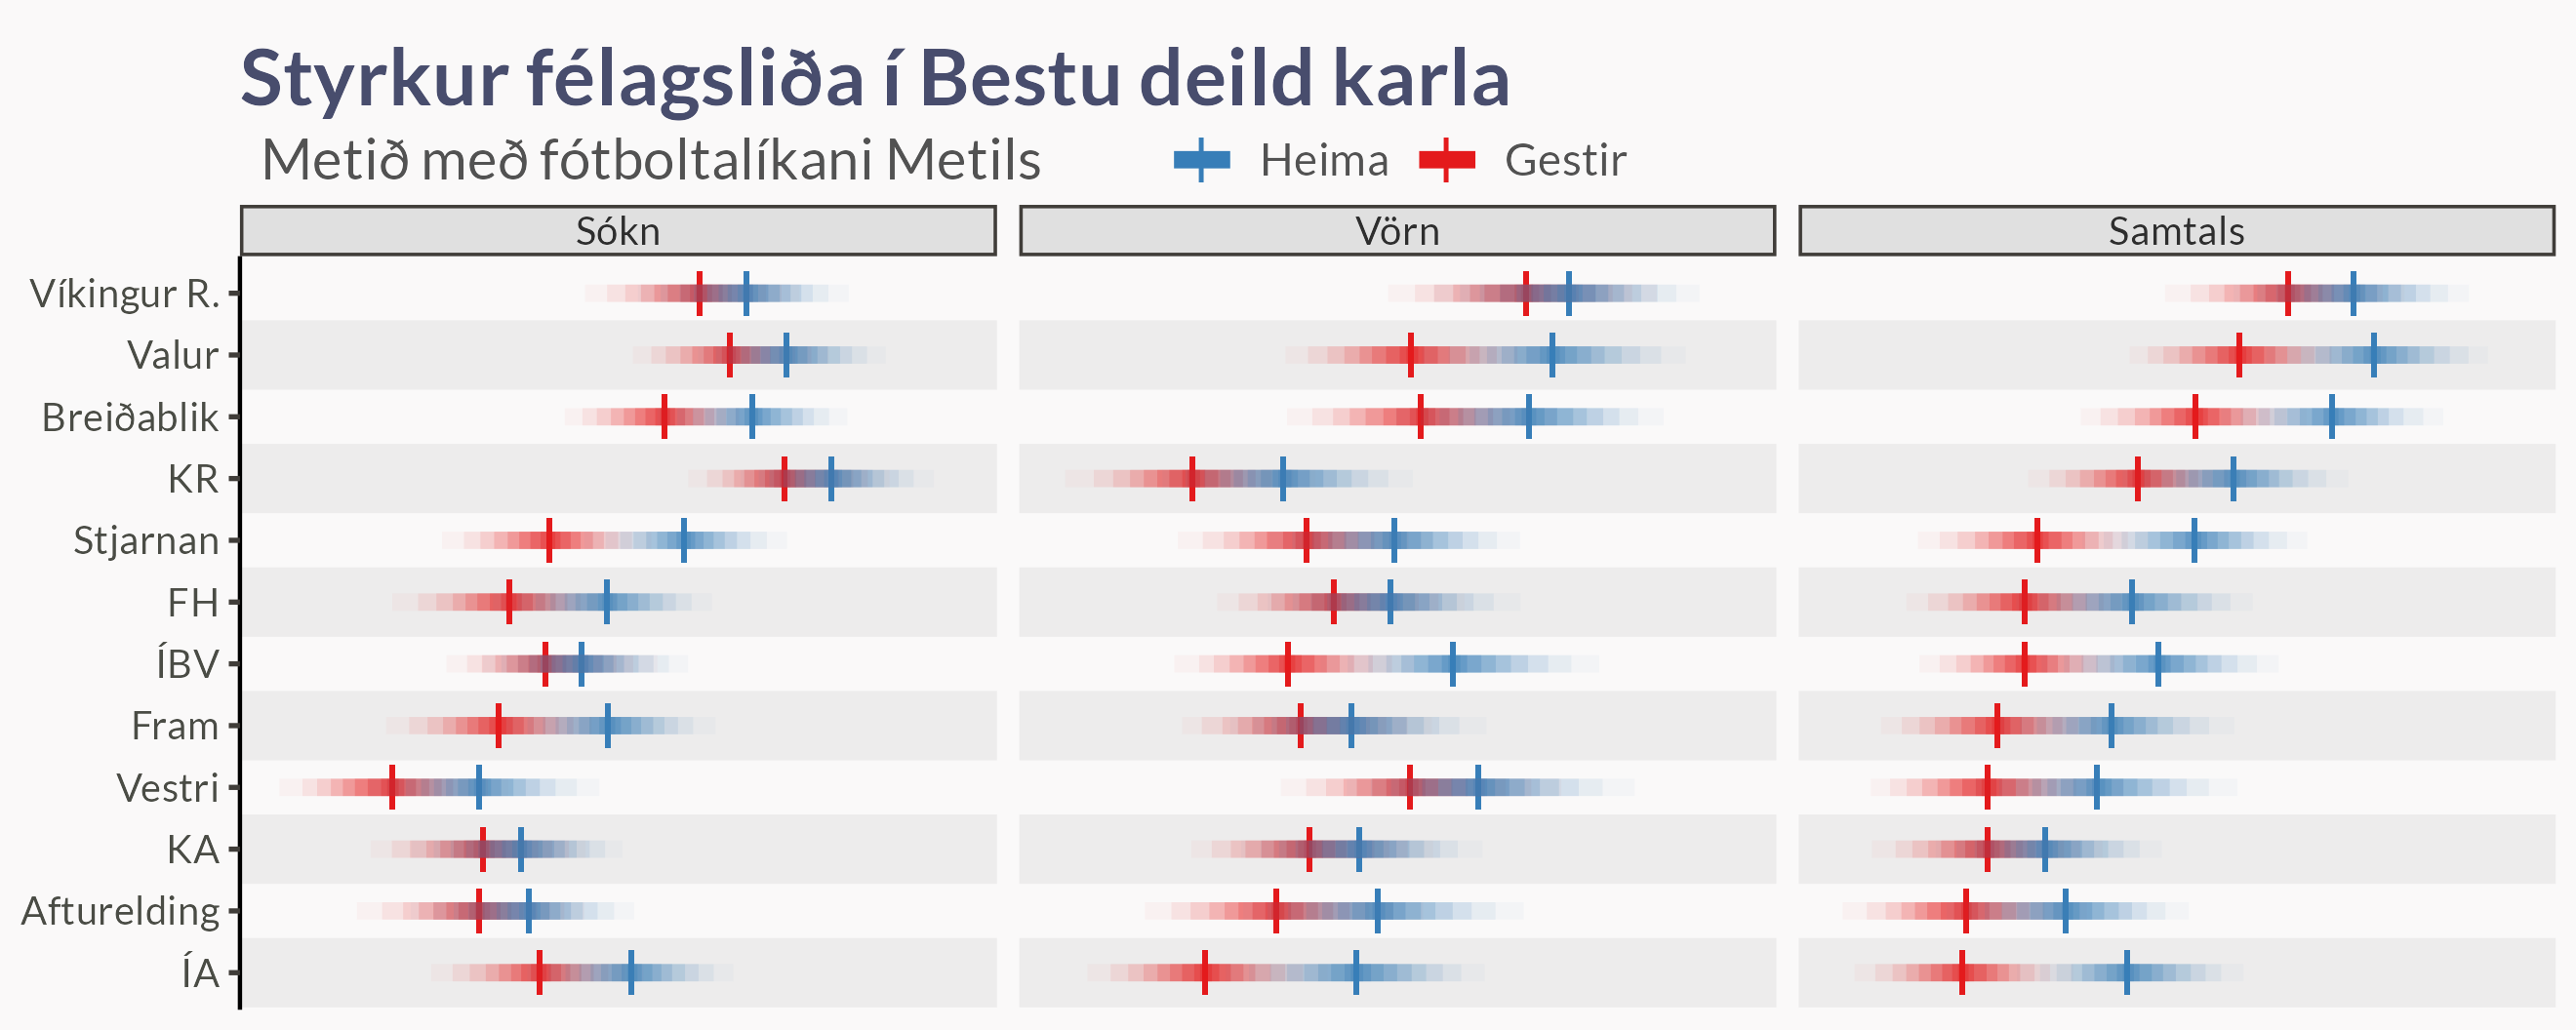 Styrkur félagsliða í Bestu deild karla
Metið með fótboltalíkani Metils
Heima Gestir
Sókn Vörn Samtals
Víkingur R.
Valur
Breiðablik
KR
Stjarnan
FH
ÍBV
Fram
Vestri
KA
Afturelding
ÍA